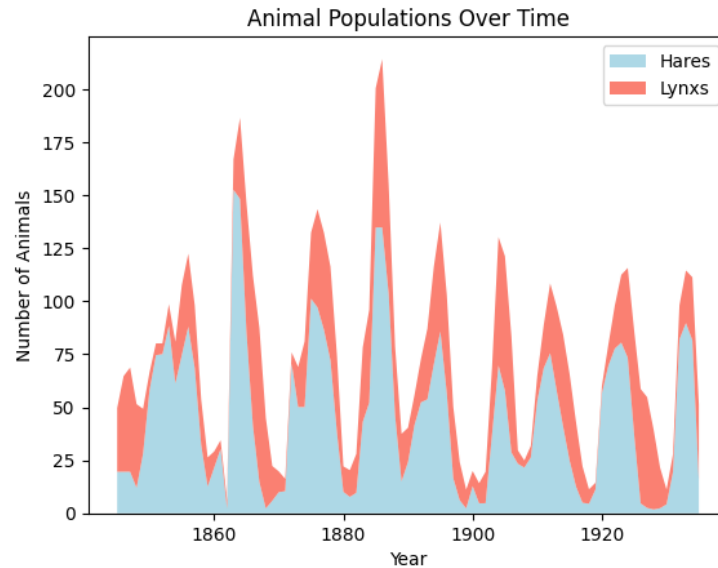 Animal Populations Over Time
Hares
Lynxs
Number of Animals
200
175
150
125
100
75
50
25
0
1860
1880
1900
1920
Year